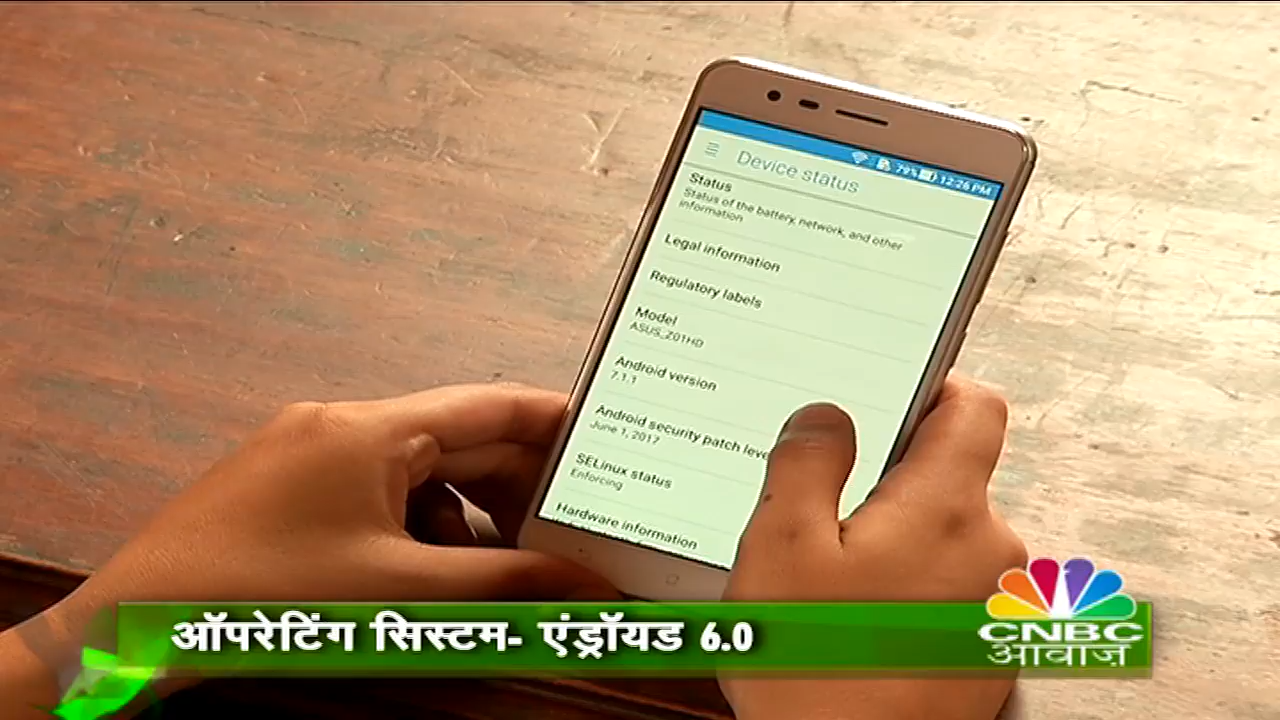 79% 12:26 PM
Device status
Status
Status of the battery, network, and other
information
Legal information
Regulatory labels
Model
ASUS_Z01HD
Android version
7.1.1
Android security patch level
June 1, 2017
SELinux status
Enforcing
Hardware information
ऑपरेटिंग सिस्टम- एंड्रॉयड 6.0
CNBC
आवाज़